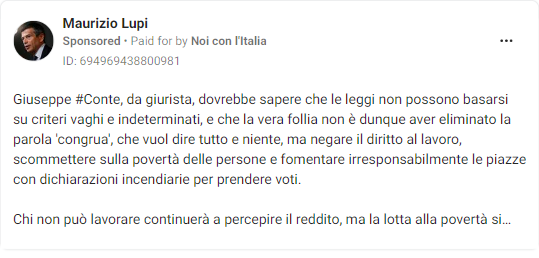 Maurizio Lupi
Sponsored • Paid for by Noi con l'Italia
ID: 694969438800981
Giuseppe #Conte, da giurista, dovrebbe sapere che le leggi non possono basarsi
su criteri vaghi e indeterminati, e che la vera follia non è dunque aver eliminato la
parola 'congrua', che vuol dire tutto e niente, ma negare il diritto al lavoro,
scommettere sulla povertà delle persone e fomentare irresponsabilmente le piazze
con dichiarazioni incendiarie per prendere voti.
Chi non può lavorare continuerà a percepire il reddito, ma la lotta alla povertà si...